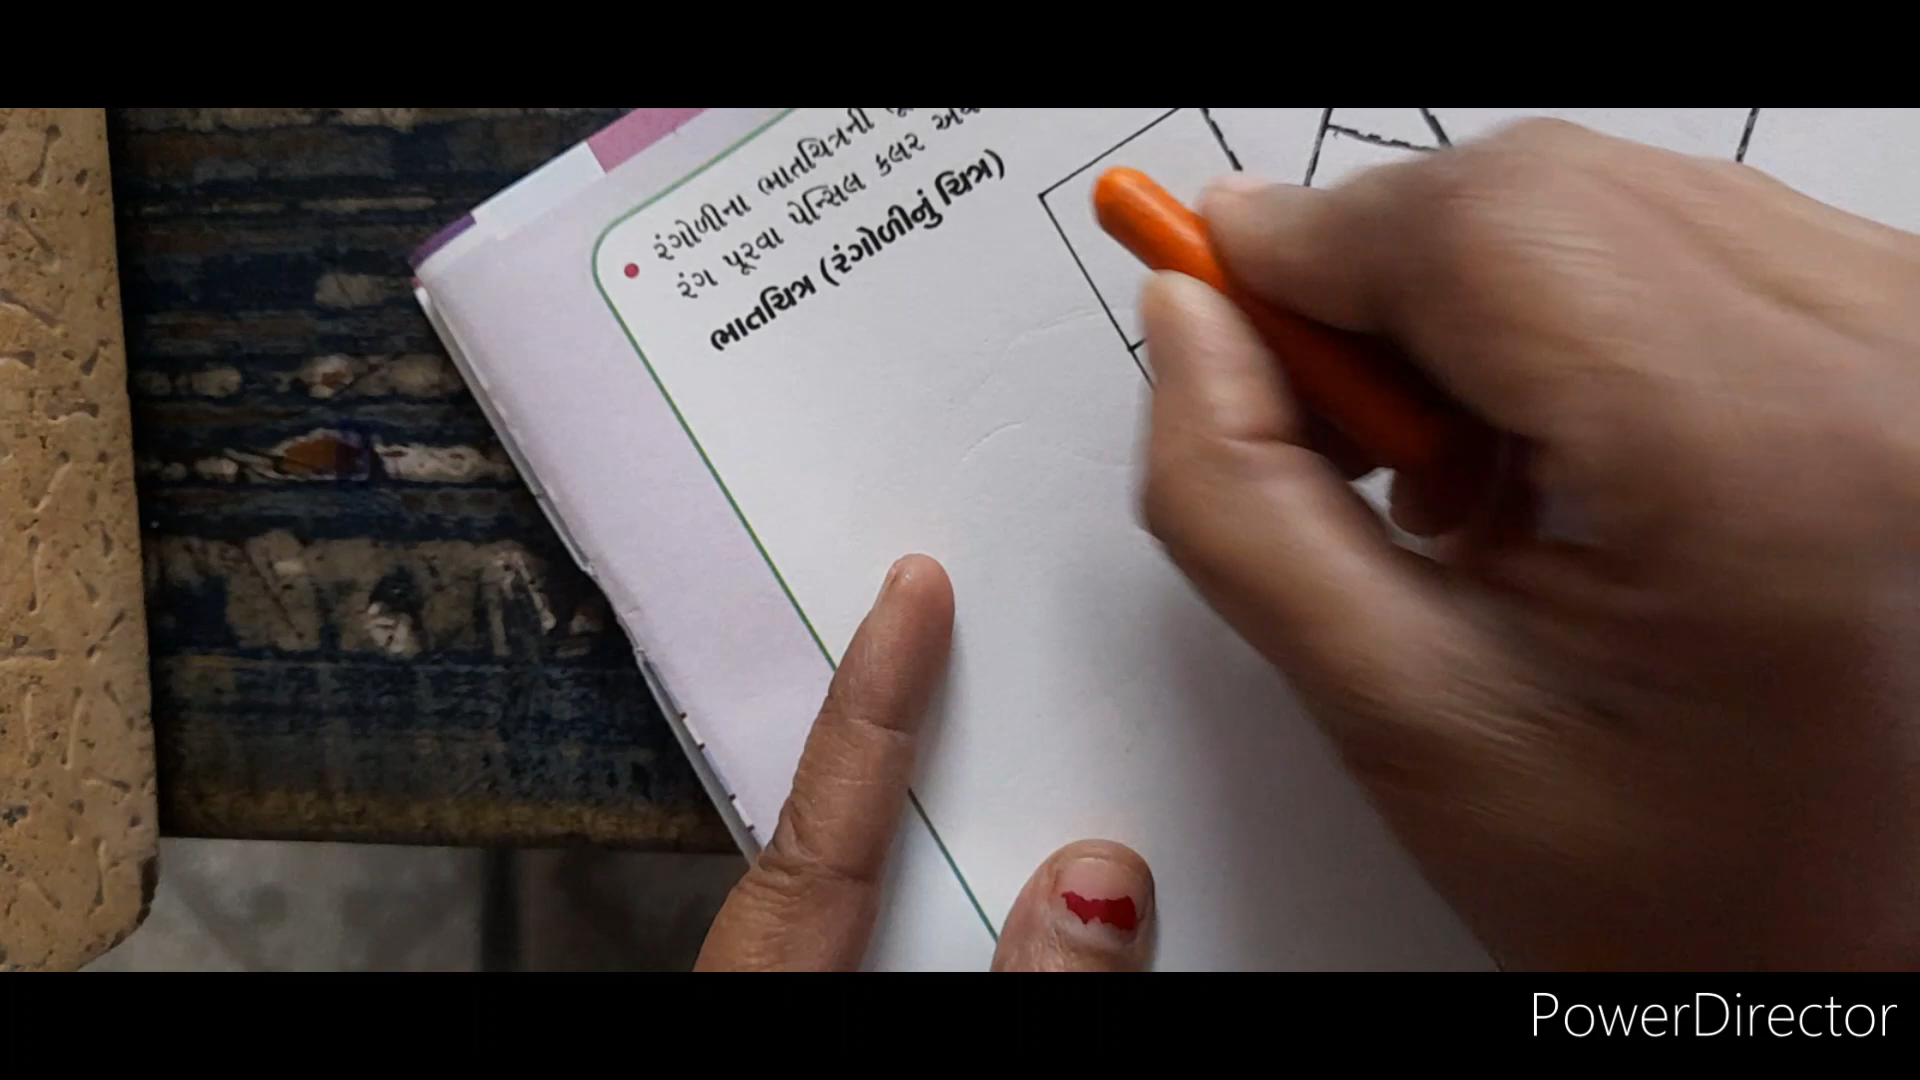 રંગોળીના ભાતચિત્રની
રંગ પૂરવા પેન્સિલ કલર
ભાતચિત્ર (રંગોળીનું ચિત્ર)
PowerDirector